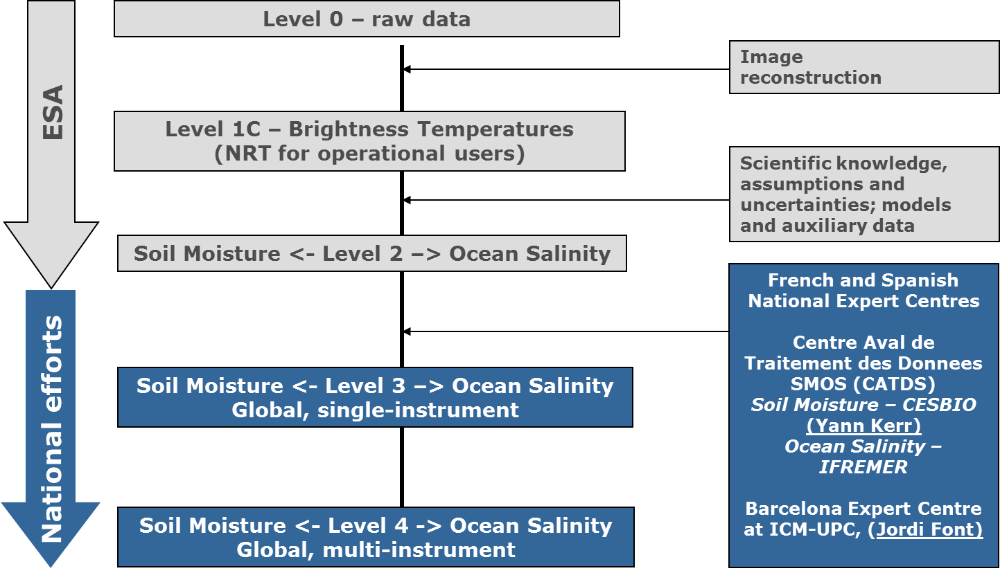 Level 0 – raw data
Image
reconstruction
ESA
Level 1C – Brightness Temperatures
(NRT for operational users)
Scientific knowledge,
assumptions and
uncertainties; models
and auxiliary data
Soil Moisture <- Level 2 –> Ocean Salinity
French and Spanish
National Expert Centres
Centre Aval de
Traitement des Donnees
SMOS (CATDS)
Soil Moisture – CESBIO
(Yann Kerr)
Ocean Salinity –
IFREMER
Barcelona Expert Centre
at ICM-UPC, (Jordi Font)
National efforts
Soil Moisture <- Level 3 –> Ocean Salinity
Global, single-instrument
Soil Moisture <- Level 4 -> Ocean Salinity
Global, multi-instrument